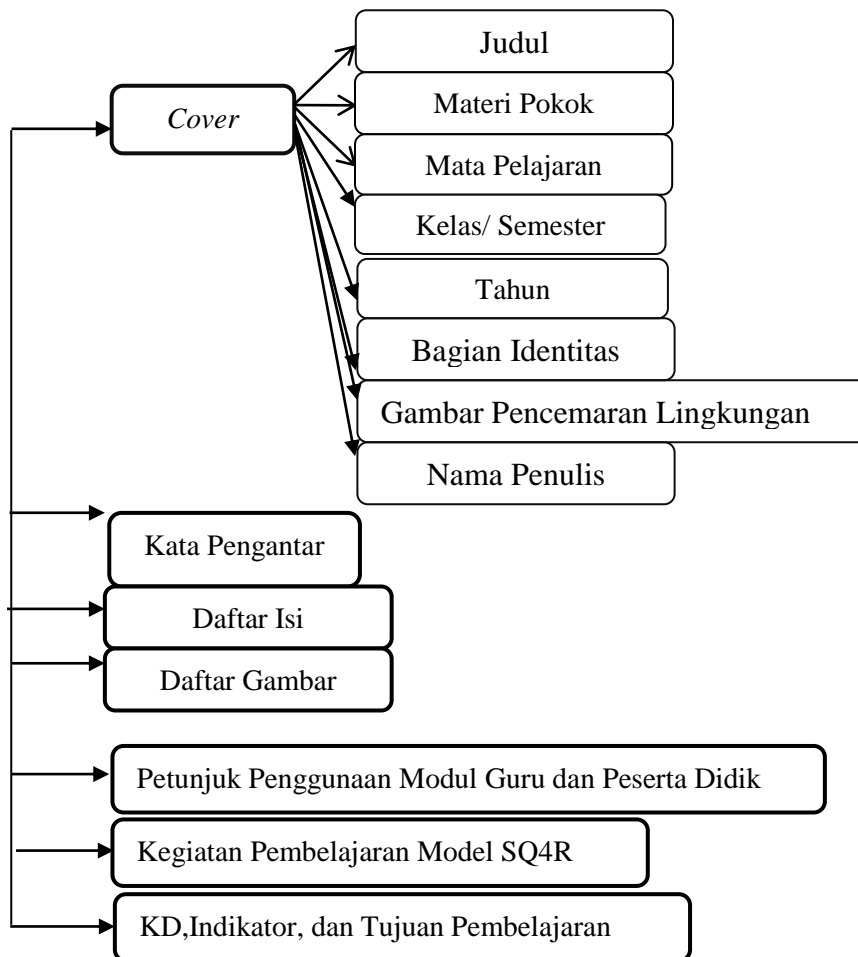 Judul
Cover
Materi Pokok
Mata Pelajaran
Kelas/ Semester
Tahun
Bagian Identitas
Gambar Pencemaran Lingkungan
Nama Penulis
Kata Pengantar
Daftar Isi
Daftar Gambar
Petunjuk Penggunaan Modul Guru dan Peserta Didik
Kegiatan Pembelajaran Model SQ4R
KD,Indikator, dan Tujuan Pembelajaran